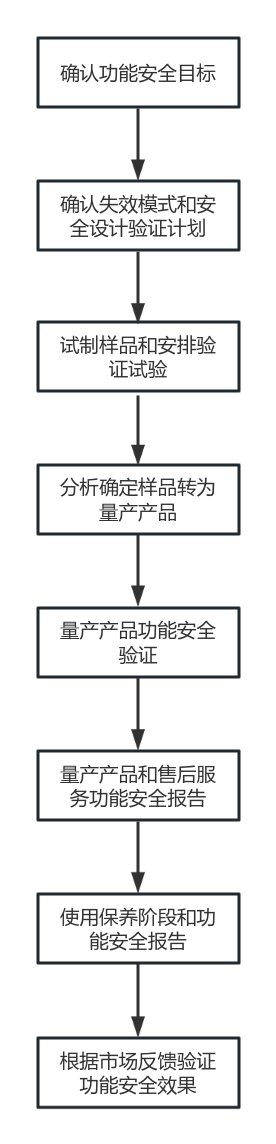 确认功能安全目标
确认失效模式和安
全设计验证计划
试制样品和安排验
证试验
分析确定样品转为
量产产品
量产产品功能安全
验证
量产产品和售后服
务功能安全报告
使用保养阶段和功
能安全报告
根据市场反馈验证
功能安全效果